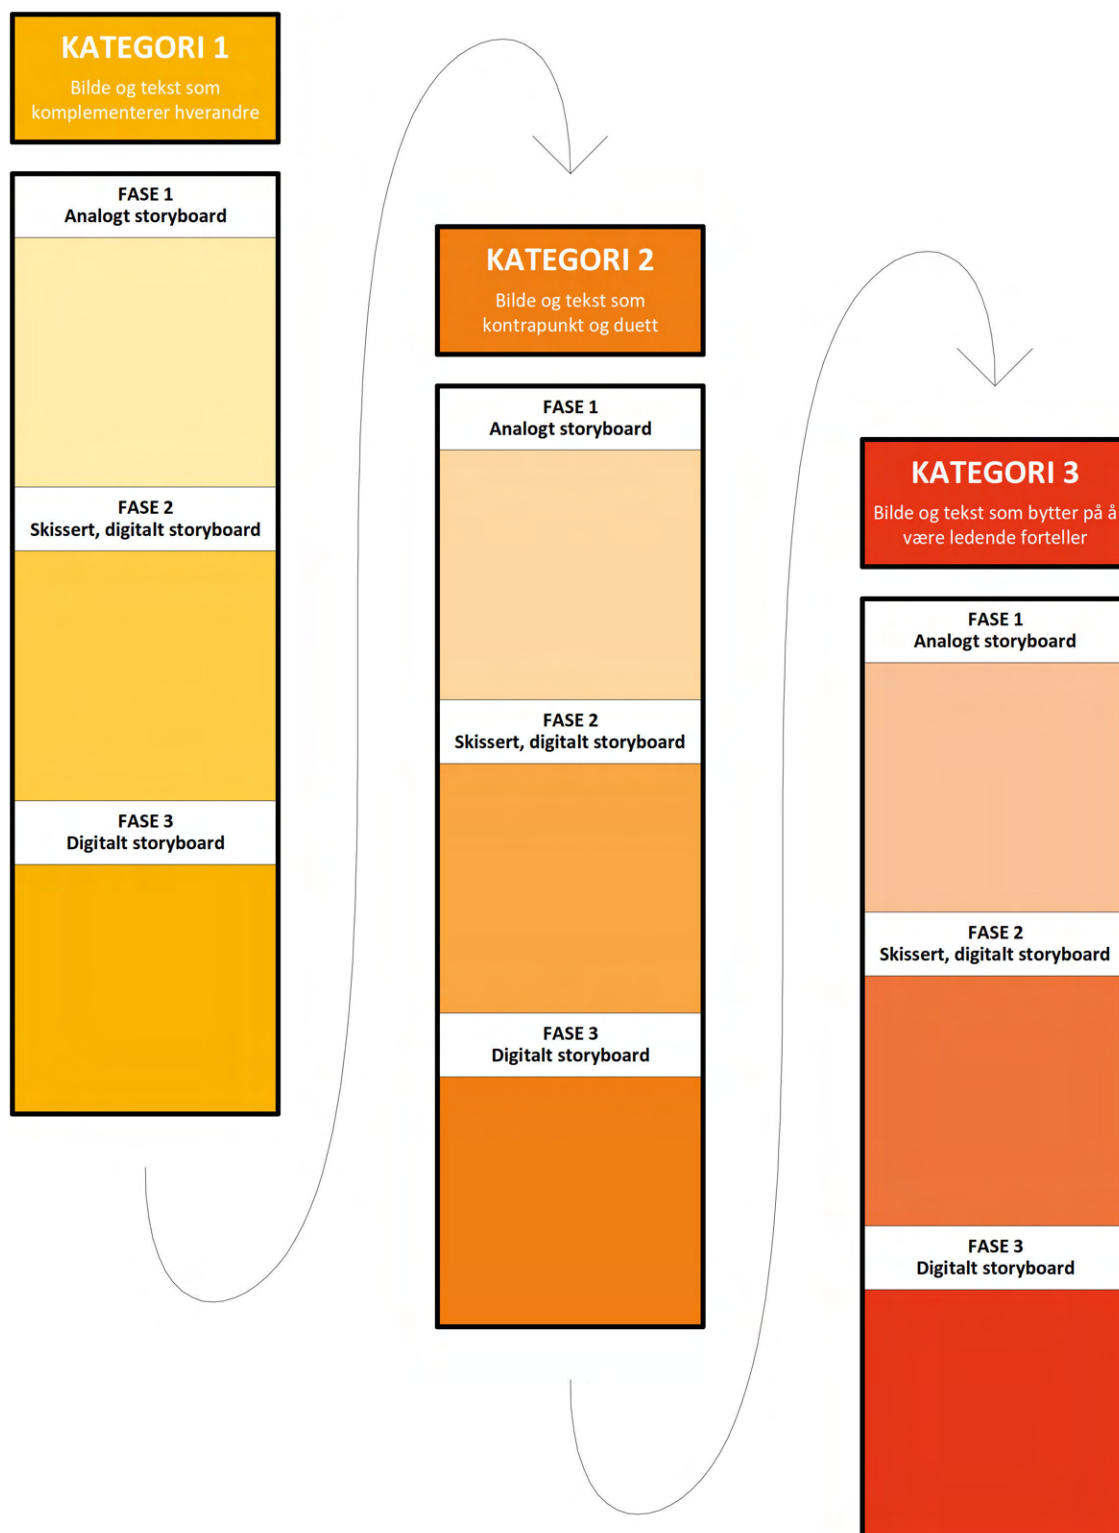 KATEGORI 1
Bilde og tekst som
komplementerer hverandre
FASE 1
Analogt storyboard
FASE 2
Skissert, digitalt storyboard
FASE 3
Digitalt storyboard
KATEGORI 2
Bilde og tekst som
kontrapunkt og duett
FASE 1
Analogt storyboard
FASE 2
Skissert, digitalt storyboard
FASE 3
Digitalt storyboard
KATEGORI 3
Bilde og tekst som bytter på å
være ledende forteller
FASE 1
Analogt storyboard
FASE 2
Skissert, digitalt storyboard
FASE 3
Digitalt storyboard